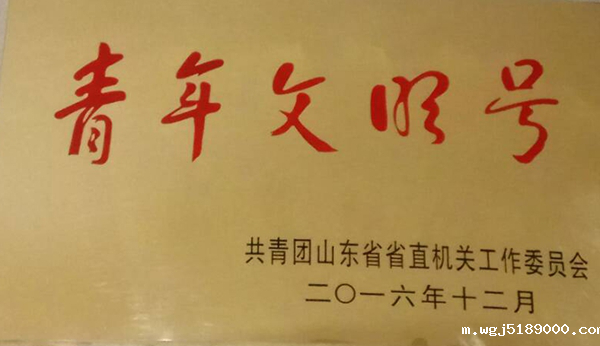 青年文明号
共青团山东省省直机关工作委员会
二〇一六年十二月
m.wgj5189000.com